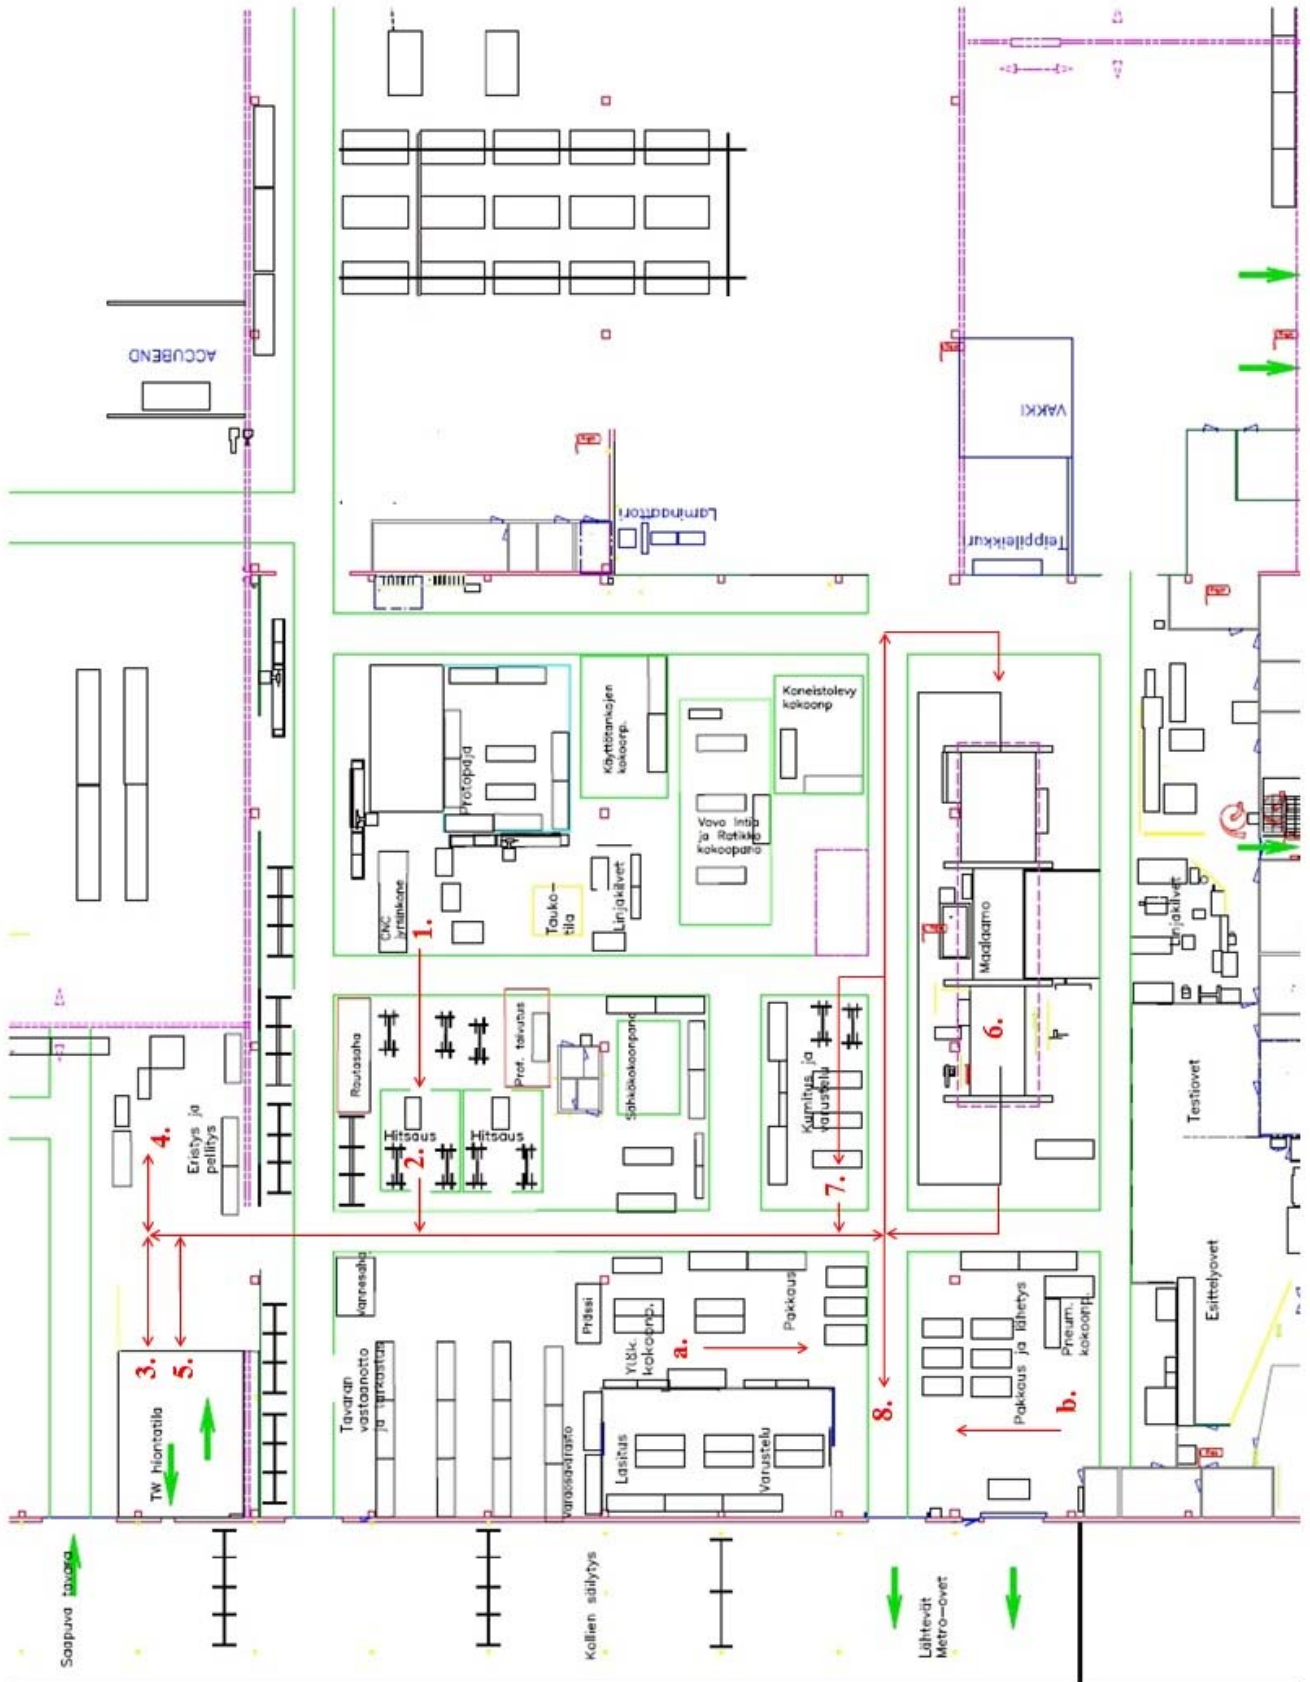 ACCUBEND
Laminaattori
VAKKI
Teippileikkuri
Protopaja
Käyttötankojen
kokoonp.
Koneistolevy
kokoonp
Vovo Intia
ja Ratikka
kokoopano
CNC
jyrsinkone
1.
Tauko-
tila
Linjakilvet
Maalaamo
6.
Linjakilvet
Testiovet
Esittelyovet
Eristys ja
pellitys
4.
Rautasaha
Prof. taivutus
Hitsaus
Hitsaus
2.
Sähkökokoonpano
Kumitus ja
varustelu
7.
3.
5.
TW hiontatila
Vannesaha
Tavaran
vastaanotto
ja tarkastus
Prässi
Yläk.
kokoonp.
a.
Pakkaus
Varaosavarasto
Lasitus
Varustelu
8.
Pakkaus ja lähetys
Pneum.
kokoonp.
b.
Saapuva tavara
Kollien säilytys
Lähtevät
Metro-ovet